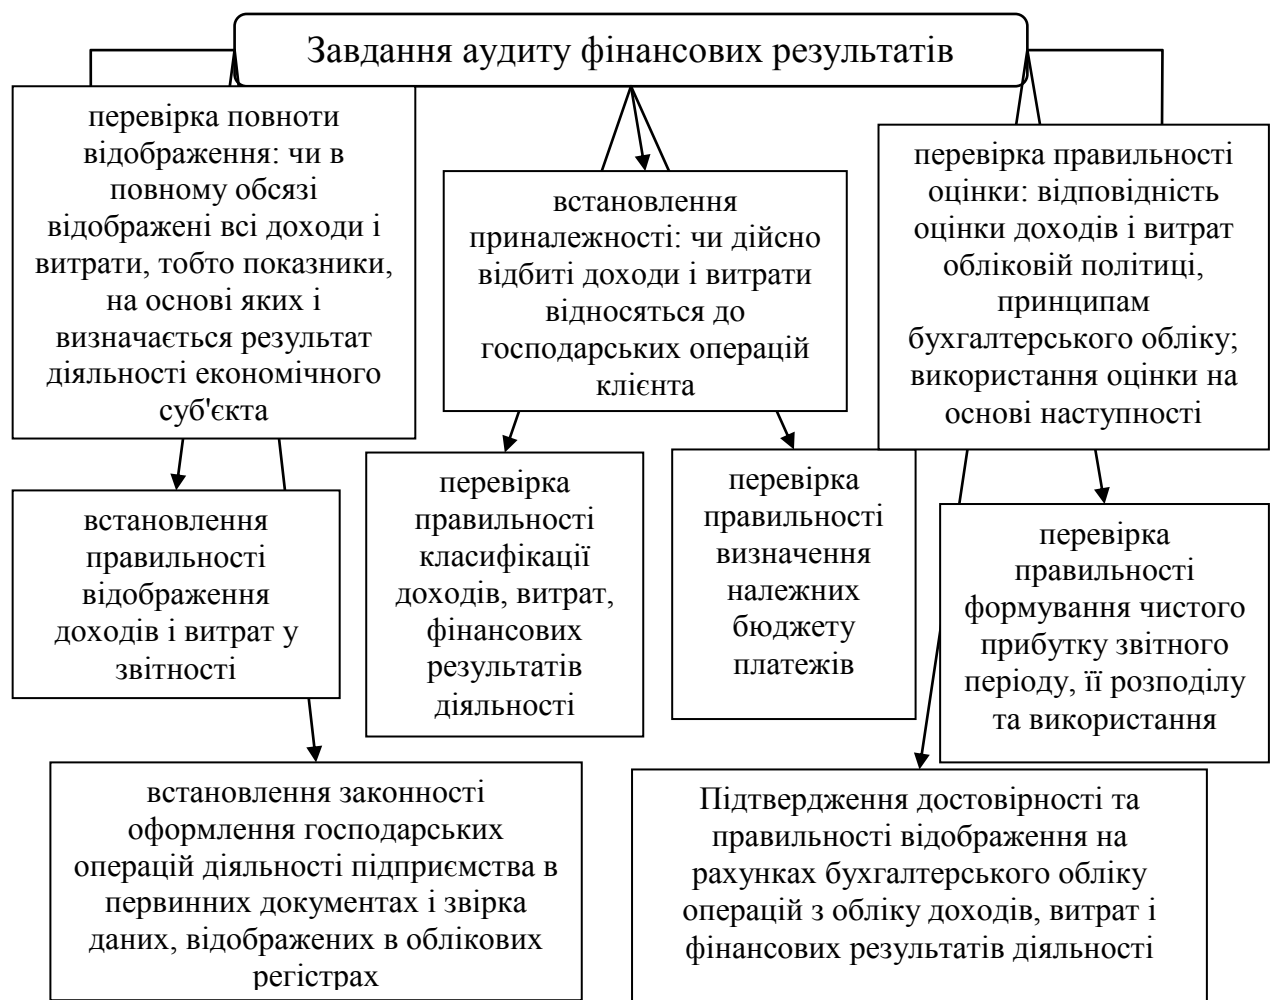 Завдання аудиту фінансових результатів
перевірка повноти
відображення: чи в
повному обсязі
відображені всі доходи і
витрати, тобто показники,
на основі яких і
визначається результат
діяльності економічного
суб'єкта
встановлення
приналежності: чи дійсно
відбиті доходи і витрати
відносяться до
господарських операцій
клієнта
перевірка правильності
оцінки: відповідність
оцінки доходів і витрат
обліковій політиці,
принципам
бухгалтерського обліку;
використання оцінки на
основі наступності
встановлення
правильності
відображення
доходів і витрат у
звітності
перевірка
правильності
класифікації
доходів, витрат,
фінансових
результатів
діяльності
перевірка
правильності
визначення
належних
бюджету
платежів
перевірка
правильності
формування чистого
прибутку звітного
періоду, її розподілу
та використання
встановлення законності
оформлення господарських
операцій діяльності підприємства в
первинних документах і звірка
даних, відображених в облікових
регістрах
Підтвердження достовірності та
правильності відображення на
рахунках бухгалтерського обліку
операцій з обліку доходів, витрат і
фінансових результатів діяльності